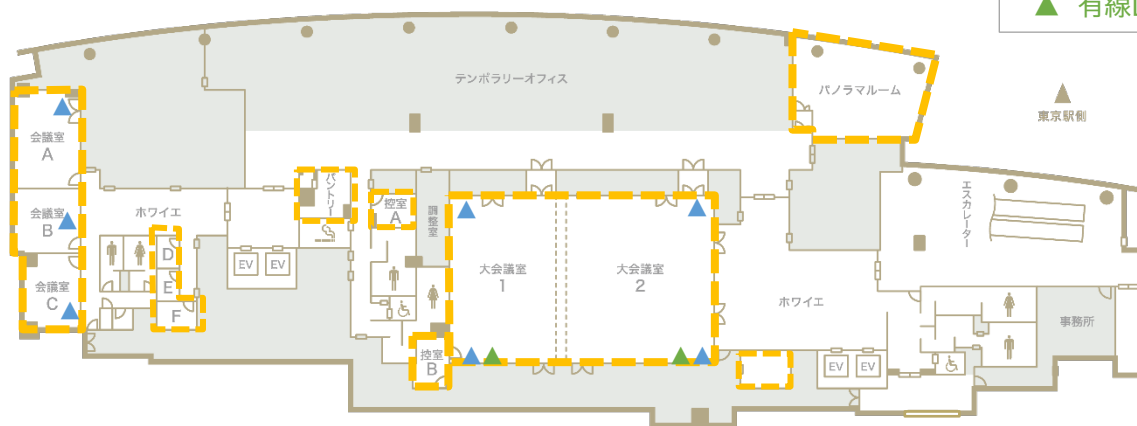 ▲ 有線L
テンポラリーオフィス
パノラマルーム
東京駅側
会議室
A
パントリー
控室
A
調整室
エスカレーター
会議室
B
ホワイエ
D
E
F
EV
EV
大会議室
1
大会議室
2
会議室
C
ホワイエ
事務所
控室
B
EV
EV